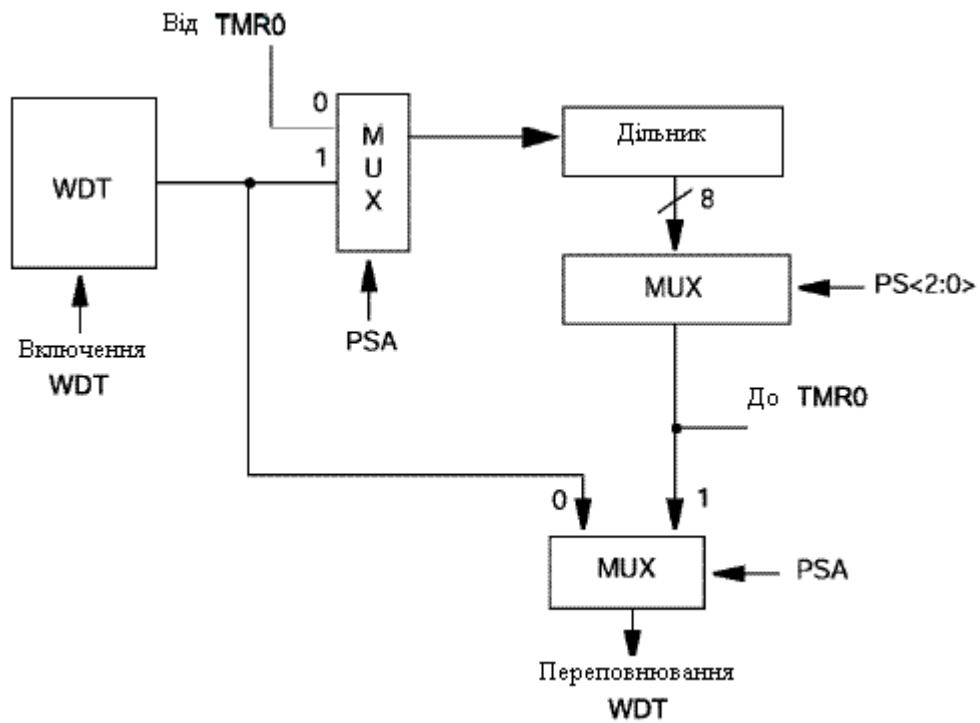 Від TMR0
0
1
M
U
X
WDT
Дільник
8
MUX
PS<2:0>
PSA
Включення
WDT
До TMR0
0
1
MUX
PSA
Переповнювання
WDT